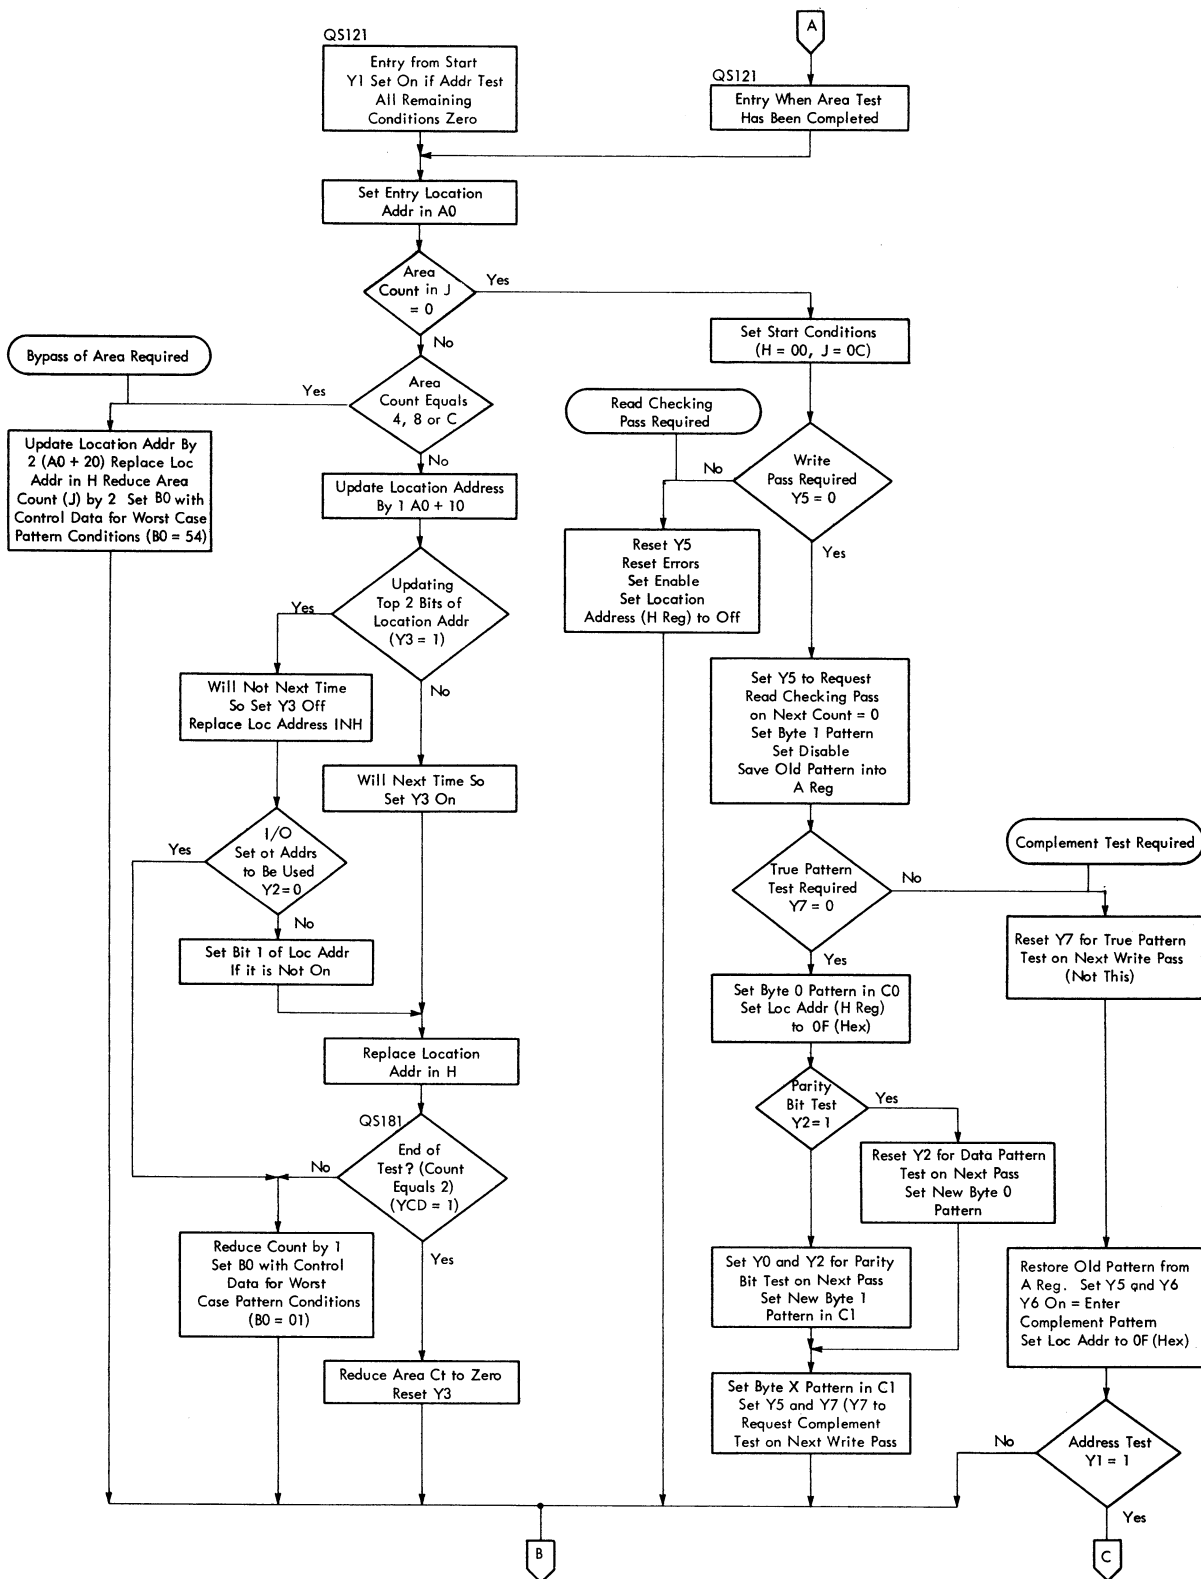 QS121
A
Entry from Start
Y1 Set On if Addr Test
All Remaining
Conditions Zero
QS121
Entry When Area Test
Has Been Completed
Set Entry Location
Addr in A0
Area
Count in J
= 0
Yes
No
Set Start Conditions
(H = 00, J = 0C)
Bypass of Area Required
Yes
Area
Count Equals
4, 8 or C
No
Read Checking
Pass Required
Update Location Addr By
2 (A0 + 20) Replace Loc
Addr in H Reduce Area
Count (J) by 2 Set B0 with
Control Data for Worst Case
Pattern Conditions (B0 = 54)
Update Location Address
By 1 A0 + 10
No
Write
Pass Required
Y5 = 0
Yes
Reset Y5
Reset Errors
Set Enable
Set Location
Address (H Reg) to Off
Yes
Updating
Top 2 Bits of
Location Addr
(Y3 = 1)
No
Will Not Next Time
So Set Y3 Off
Replace Loc Address INH
Set Y5 to Request
Read Checking Pass
on Next Count = 0
Set Byte 1 Pattern
Set Disable
Save Old Pattern into
A Reg
Will Next Time So
Set Y3 On
Yes
I/O
Set ot Addrs
to Be Used
Y2=0
No
True Pattern
Test Required
Y7 = 0
No
Yes
Complement Test Required
Set Bit 1 of Loc Addr
If it is Not On
Reset Y7 for True Pattern
Test on Next Write Pass
(Not This)
Set Byte 0 Pattern in C0
Set Loc Addr (H Reg)
to 0F (Hex)
Replace Location
Addr in H
Parity
Bit Test
Y2=1
Yes
QS181
No
End of
Test? (Count
Equals 2)
(YCD = 1)
Yes
Reset Y2 for Data Pattern
Test on Next Pass
Set New Byte 0
Pattern
Reduce Count by 1
Set B0 with Control
Data for Worst
Case Pattern Conditions
(B0 = 01)
Set Y0 and Y2 for Parity
Bit Test on Next Pass
Set New Byte 1
Pattern in C1
Restore Old Pattern from
A Reg. Set Y5 and Y6
Y6 On = Enter
Complement Pattern
Set Loc Addr to 0F (Hex)
Reduce Area Ct to Zero
Reset Y3
Set Byte X Pattern in C1
Set Y5 and Y7 (Y7 to
Request Complement
Test on Next Write Pass
No
Address Test
Y1 = 1
Yes
B
C